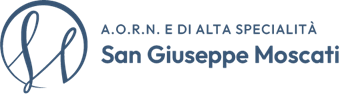 A.O.R.N. E DI ALTA SPECIALITÀ
San Giuseppe Moscati